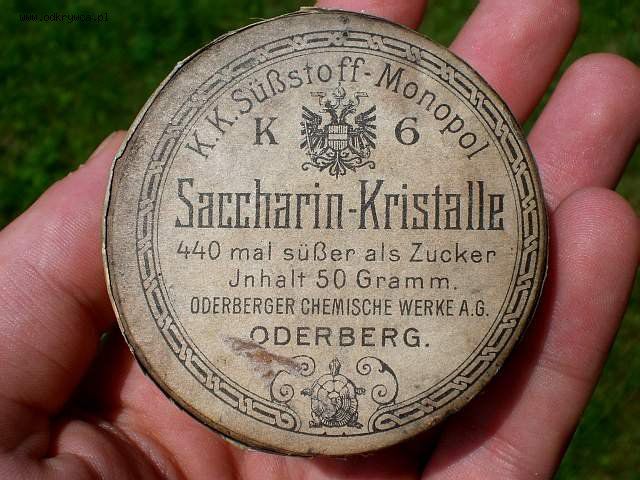 www.odkrywca.pl
K.K. Süßstoff-Monopol
K 6
Saccharin-Kristalle
440 mal süßer als Zucker
Jnhalt 50 Gramm.
ODERBERGER CHEMISCHE WERKE A.G.
ODERBERG.